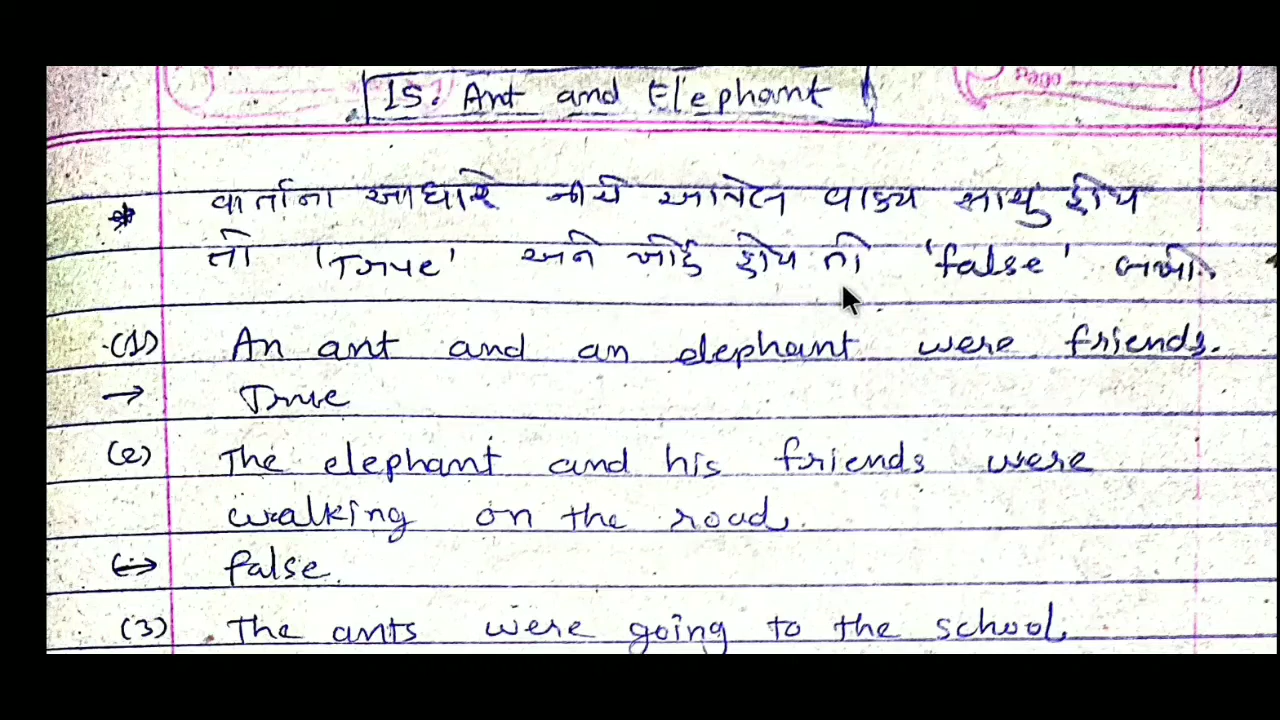 15. Ant and Elephant
Page
* વાર્તાના આધારે નીચે આપેલ વાક્ય સાચુ હોય
તો 'True' અને ખોટું હોય તો 'false' લખો.
(1) An ant and an elephant were friends.
→ True
(2) The elephant and his friends were
walking on the road.
→ false.
(3) The ants were going to the school